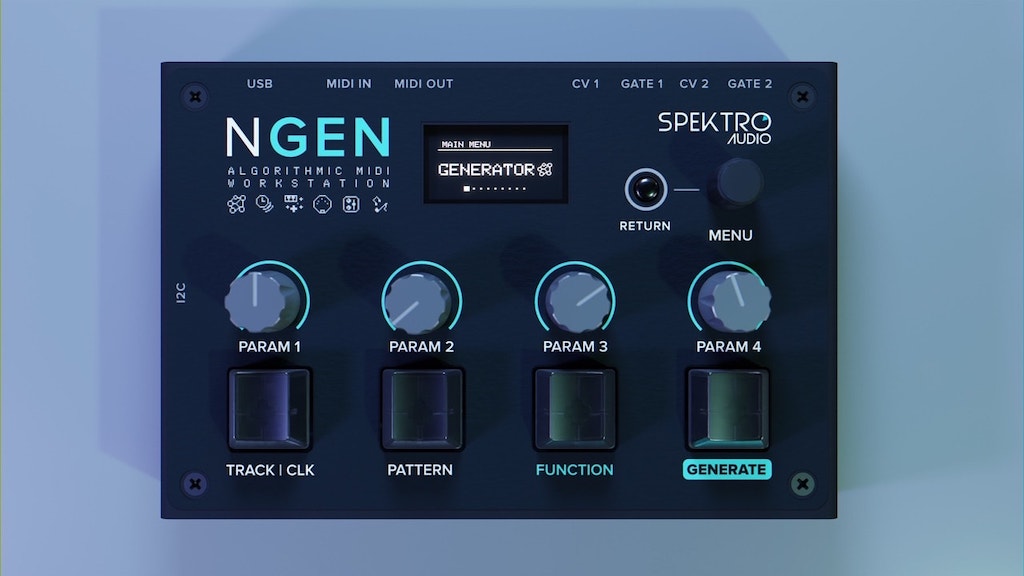 USB MIDI IN MIDI OUT CV 1 GATE 1 CV 2 GATE 2
NGEN
ALGORITHMIC MIDI
WORKSTATION
MAIN MENU
GENERATOR
SPEKTRO
AUDIO
RETURN
MENU
I2C
PARAM 1 PARAM 2 PARAM 3 PARAM 4
TRACK | CLK PATTERN FUNCTION GENERATE